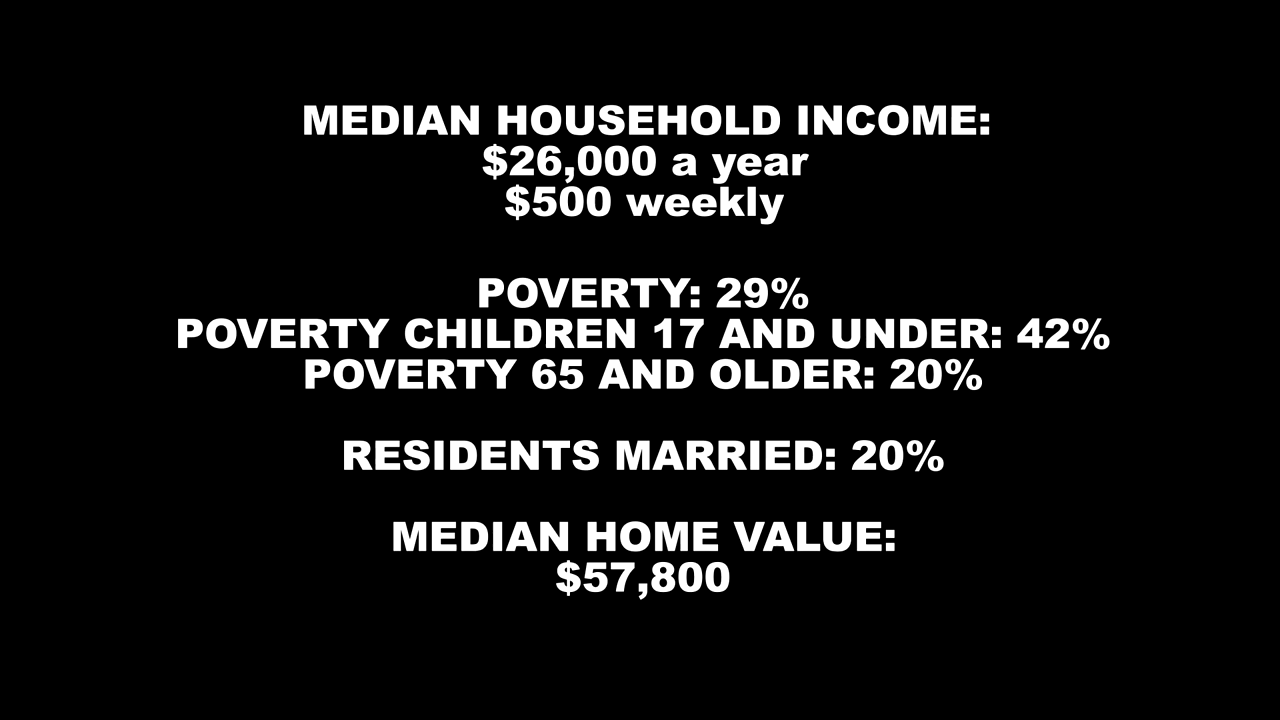 MEDIAN HOUSEHOLD INCOME:
$26,000 a year
$500 weekly
POVERTY: 29%
POVERTY CHILDREN 17 AND UNDER: 42%
POVERTY 65 AND OLDER: 20%
RESIDENTS MARRIED: 20%
MEDIAN HOME VALUE:
$57,800